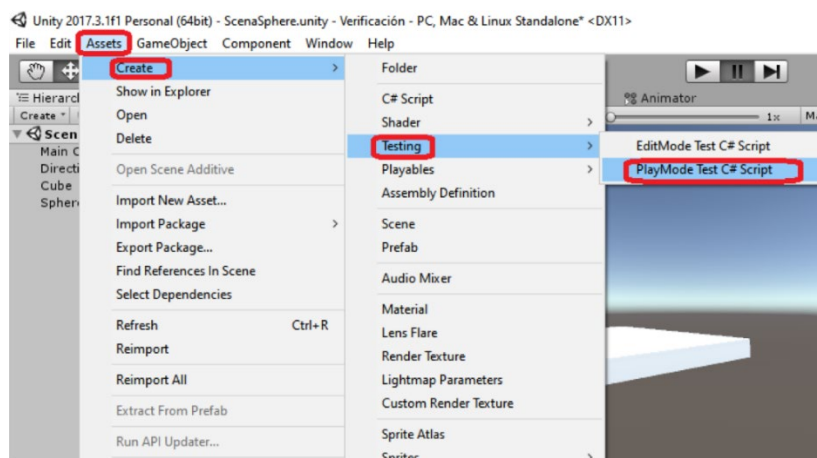 Unity 2017.3.1f1 Personal (64bit) - ScenaSphere.unity - Verificación - PC, Mac & Linux Standalone* <DX11>
File Edit Assets GameObject Component Window Help
Hierarc
Create
Scen
Main C
Directi
Cube
Spher
Create
Show in Explorer
Open
Delete
Open Scene Additive
Import New Asset...
Import Package
Export Package...
Find References In Scene
Select Dependencies
Refresh Ctrl+R
Reimport
Reimport All
Extract From Prefab
Run API Updater...
Folder
C# Script
Shader
Testing
Playables
Assembly Definition
Scene
Prefab
Audio Mixer
Material
Lens Flare
Render Texture
Lightmap Parameters
Custom Render Texture
Sprite Atlas
Sprites
Animator
1x M
EditMode Test C# Script
PlayMode Test C# Script